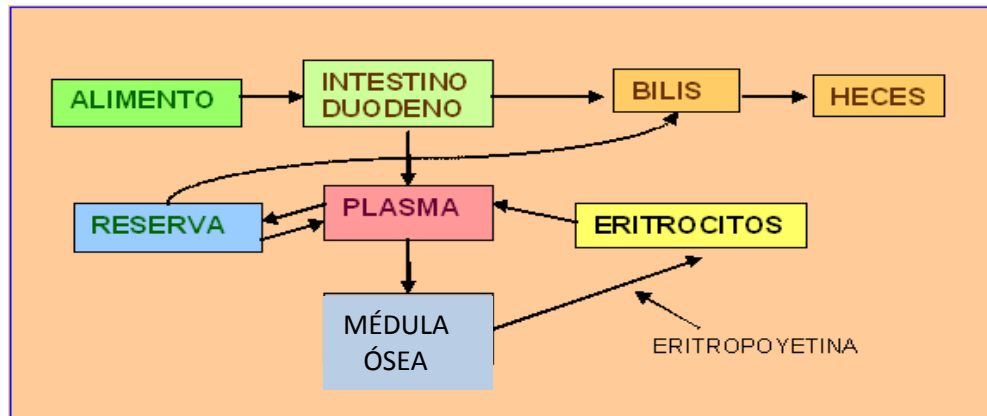 ALIMENTO
INTESTINO
DUODENO
BILIS
HECES
RESERVA
PLASMA
ERITROCITOS
MÉDULA
ÓSEA
ERITROPOYETINA